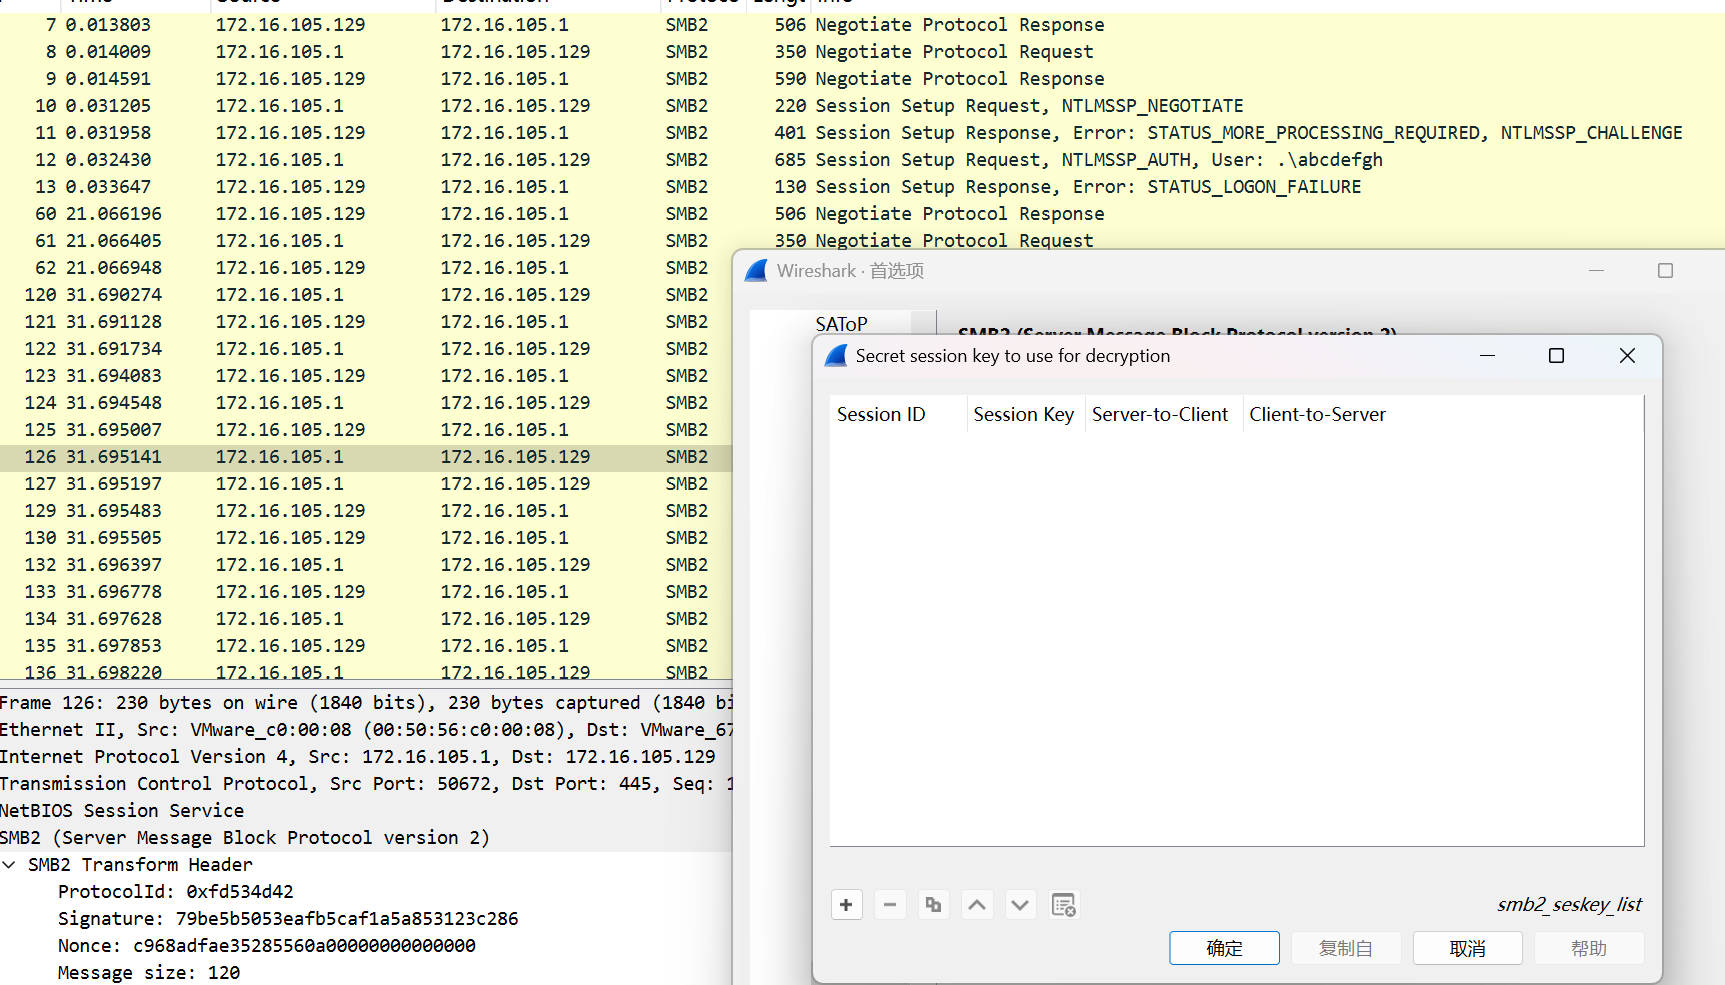 7 0.013803 172.16.105.129 172.16.105.1 SMB2 506 Negotiate Protocol Response
8 0.014009 172.16.105.1 172.16.105.129 SMB2 350 Negotiate Protocol Request
9 0.014591 172.16.105.129 172.16.105.1 SMB2 590 Negotiate Protocol Response
10 0.031205 172.16.105.1 172.16.105.129 SMB2 220 Session Setup Request, NTLMSSP_NEGOTIATE
11 0.031958 172.16.105.129 172.16.105.1 SMB2 401 Session Setup Response, Error: STATUS_MORE_PROCESSING_REQUIRED, NTLMSSP_CHALLENGE
12 0.032430 172.16.105.1 172.16.105.129 SMB2 685 Session Setup Request, NTLMSSP_AUTH, User: .\abcdefgh
13 0.033647 172.16.105.129 172.16.105.1 SMB2 130 Session Setup Response, Error: STATUS_LOGON_FAILURE
60 21.066196 172.16.105.129 172.16.105.1 SMB2 506 Negotiate Protocol Response
61 21.066405 172.16.105.1 172.16.105.129 SMB2 350 Negotiate Protocol Request
62 21.066948 172.16.105.129 172.16.105.1 SMB2
120 31.690274 172.16.105.1 172.16.105.129 SMB2
121 31.691128 172.16.105.129 172.16.105.1 SMB2
122 31.691734 172.16.105.1 172.16.105.129 SMB2
123 31.694083 172.16.105.129 172.16.105.1 SMB2
124 31.694548 172.16.105.1 172.16.105.129 SMB2
125 31.695007 172.16.105.129 172.16.105.1 SMB2
126 31.695141 172.16.105.1 172.16.105.129 SMB2
127 31.695197 172.16.105.1 172.16.105.129 SMB2
129 31.695483 172.16.105.129 172.16.105.1 SMB2
130 31.695505 172.16.105.129 172.16.105.1 SMB2
132 31.696397 172.16.105.1 172.16.105.129 SMB2
133 31.696778 172.16.105.129 172.16.105.1 SMB2
134 31.697628 172.16.105.1 172.16.105.129 SMB2
135 31.697853 172.16.105.129 172.16.105.1 SMB2
136 31.698220 172.16.105.1 172.16.105.129 SMB2
Frame 126: 230 bytes on wire (1840 bits), 230 bytes captured (1840 bi
Ethernet II, Src: VMware_c0:00:08 (00:50:56:c0:00:08), Dst: VMware_67
Internet Protocol Version 4, Src: 172.16.105.1, Dst: 172.16.105.129
Transmission Control Protocol, Src Port: 50672, Dst Port: 445, Seq: 1
NetBIOS Session Service
SMB2 (Server Message Block Protocol version 2)
SMB2 Transform Header
ProtocolId: 0xfd534d42
Signature: 79be5b5053eafb5caf1a5a853123c286
Nonce: c968adfae35285560a00000000000000
Message size: 120
Wireshark · 首选项
SAToP
SMB2 (Server Message Block Protocol version 2)
Secret session key to use for decryption
Session ID Session Key Server-to-Client Client-to-Server
smb2_seskey_list
确定 复制自 取消 帮助